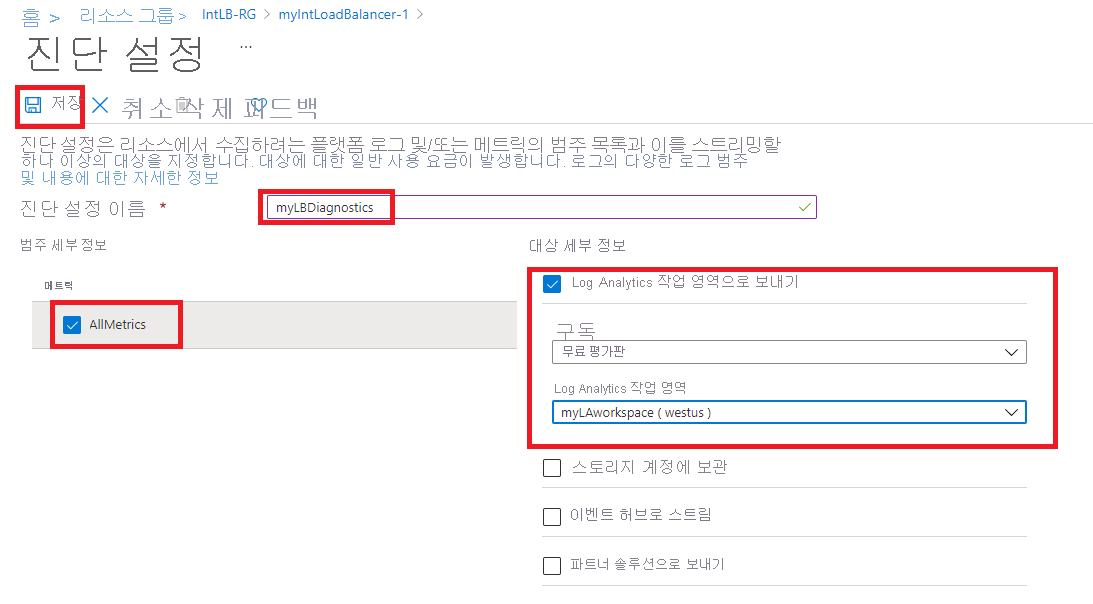 홈 > 리소스 그룹 > IntLB-RG > myIntLoadBalancer-1 >
진단 설정 ...
저장 취소 삭제 피드백
진단 설정은 리소스에서 수집하려는 플랫폼 로그 및/또는 메트릭의 범주 목록과 이를 스트리밍할
하나 이상의 대상을 지정합니다. 대상에 대한 일반 사용 요금이 발생합니다. 로그의 다양한 로그 범주
및 내용에 대한 자세한 정보
진단 설정 이름 * myLBDiagnostics
범주 세부 정보
메트릭
AllMetrics
대상 세부 정보
Log Analytics 작업 영역으로 보내기
구독
무료 평가판
Log Analytics 작업 영역
myLAworkspace ( westus )
스토리지 계정에 보관
이벤트 허브로 스트림
파트너 솔루션으로 보내기